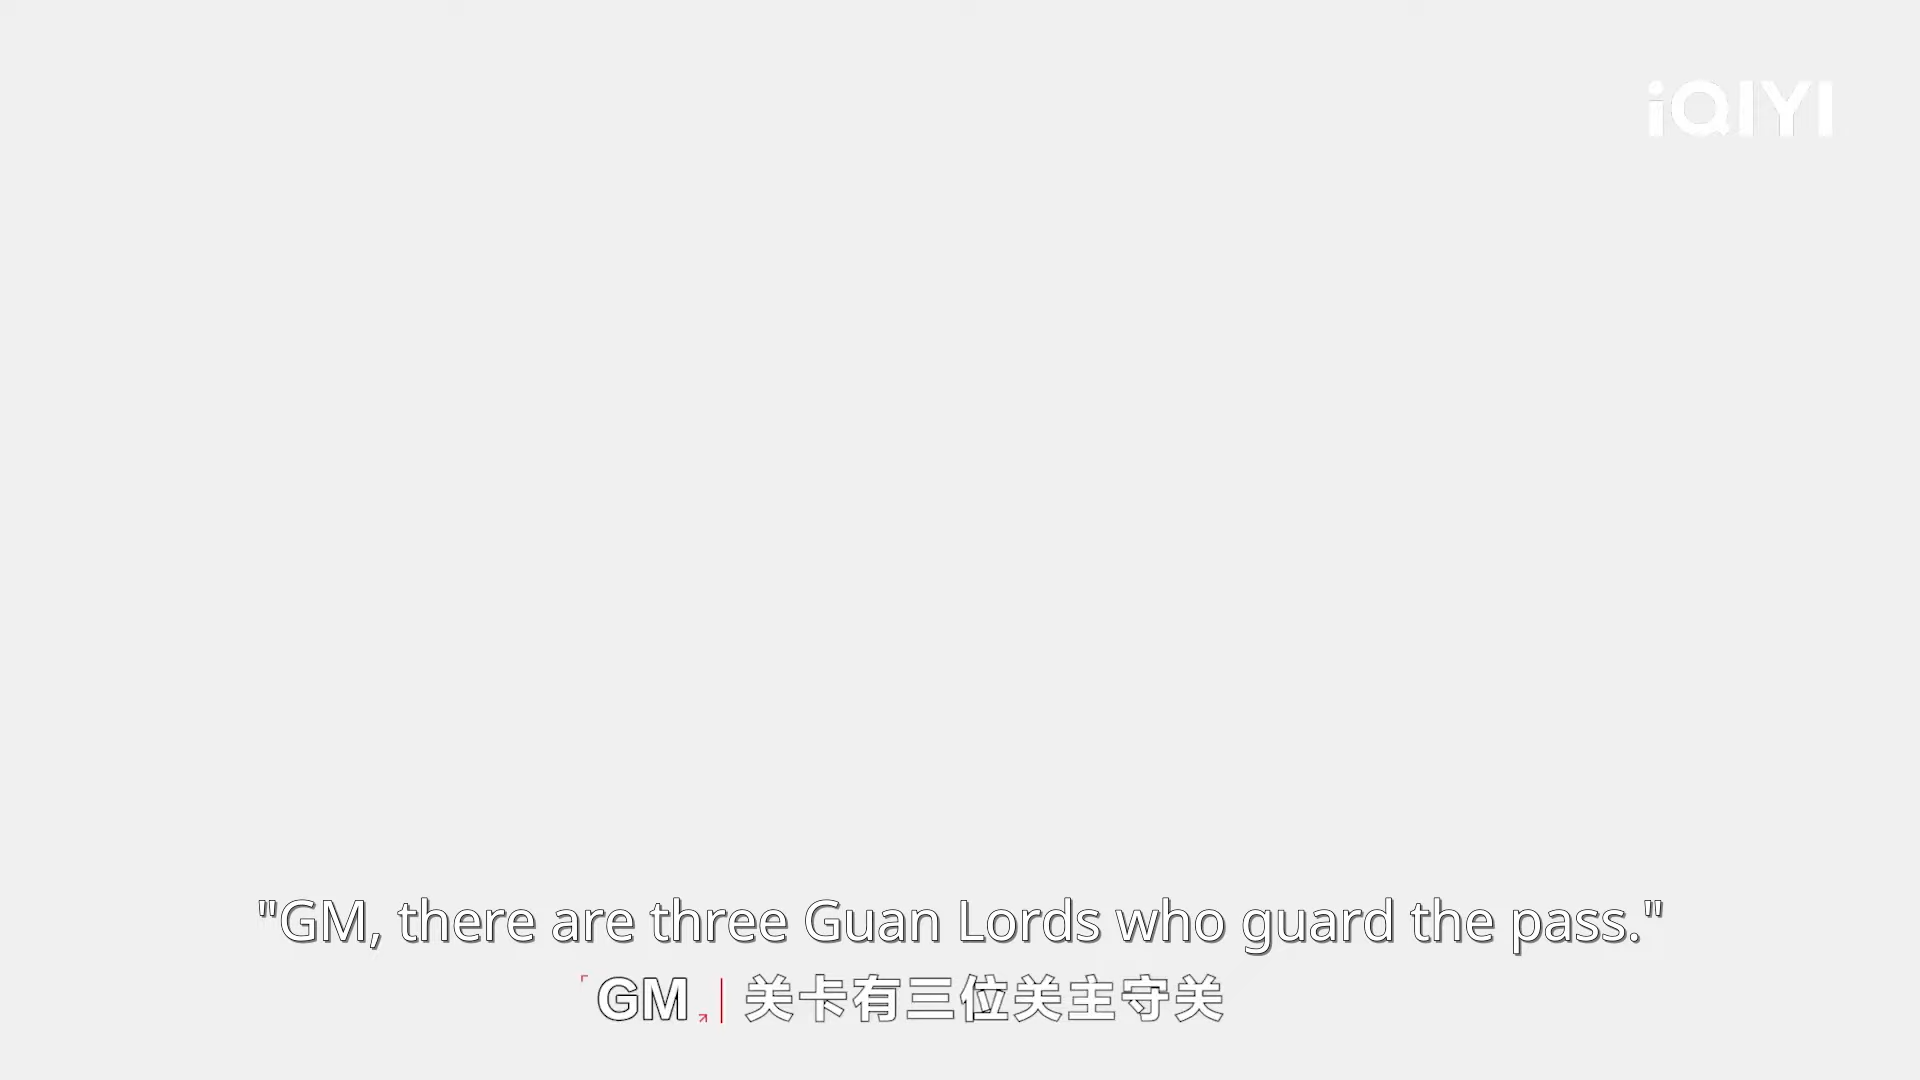 iQIYI
"GM, there are three Guan Lords who guard the pass."
GM 关卡有三位关主守关